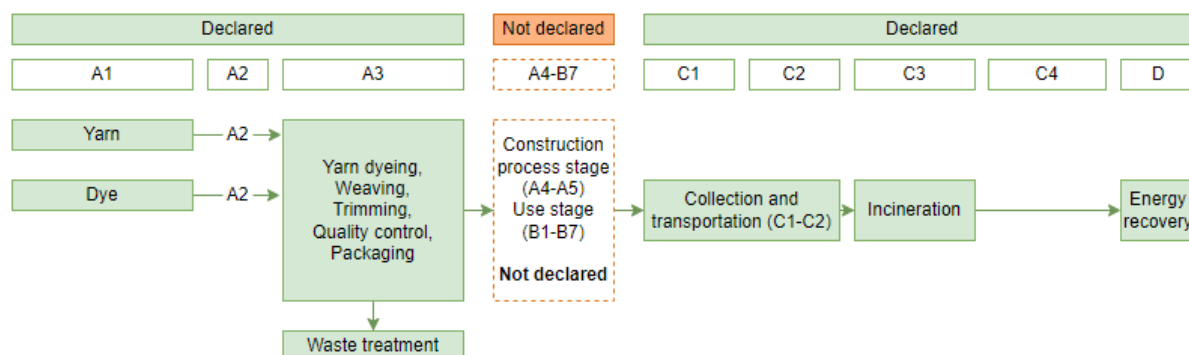 Declared
Not declared
Declared
A1
A2
A3
A4-B7
C1
C2
C3
C4
D
Yarn
A2
Dye
A2
Yarn dyeing,
Weaving,
Trimming,
Quality control,
Packaging
Construction
process stage
(A4-A5)
Use stage
(B1-B7)
Not declared
Collection and
transportation (C1-C2)
Incineration
Energy
recovery
Waste treatment